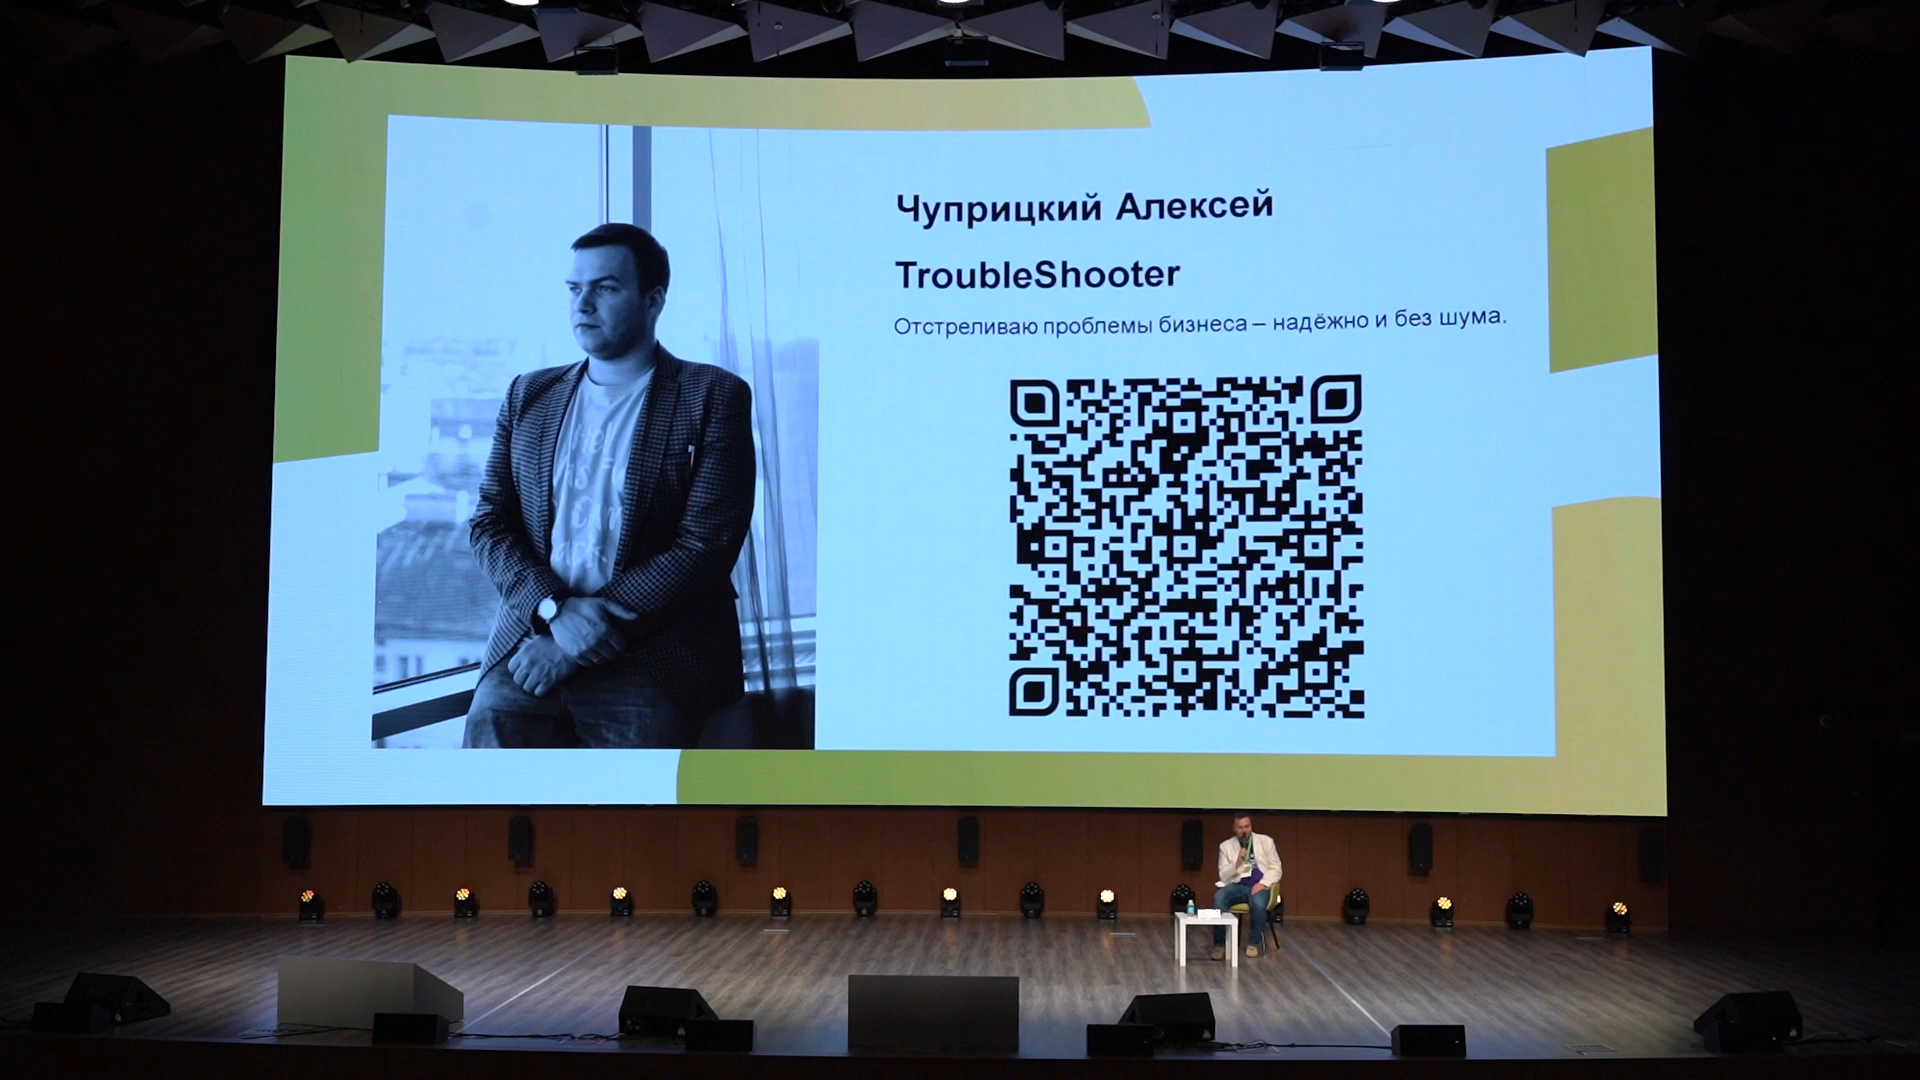 Чуприцкий Алексей
TroubleShooter
Отстреливаю проблемы бизнеса – надёжно и без шума.